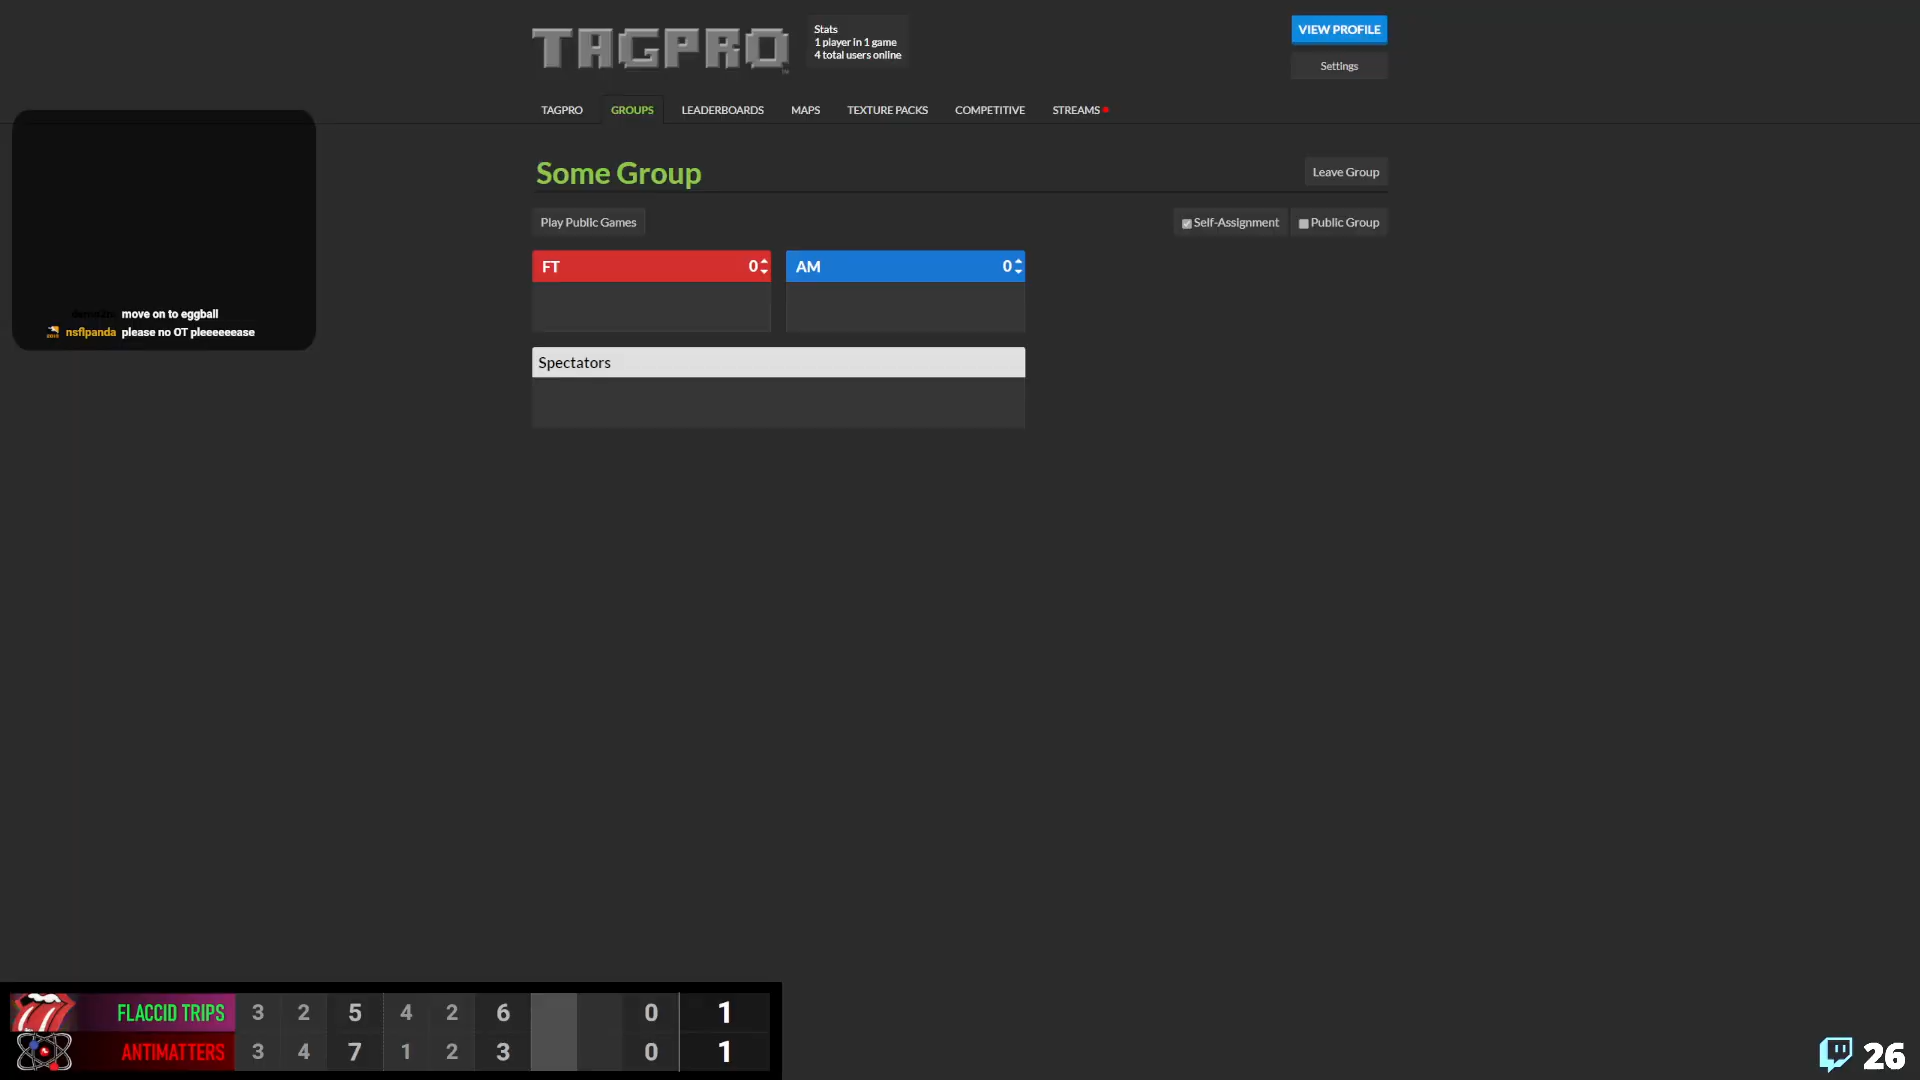 TAGPRO
Stats
1 player in 1 game
4 total users online
VIEW PROFILE
Settings
TAGPRO GROUPS LEADERBOARDS MAPS TEXTURE PACKS COMPETITIVE STREAMS
Some Group
Leave Group
Play Public Games
Self-Assignment
Public Group
FT 0
AM 0
Spectators
move on to eggball
nsflpanda please no OT pleeeeeease
FLACCID TRIPS 3 2 5 4 2 6 0 1
ANTIMATTERS 3 4 7 1 2 3 0 1
26